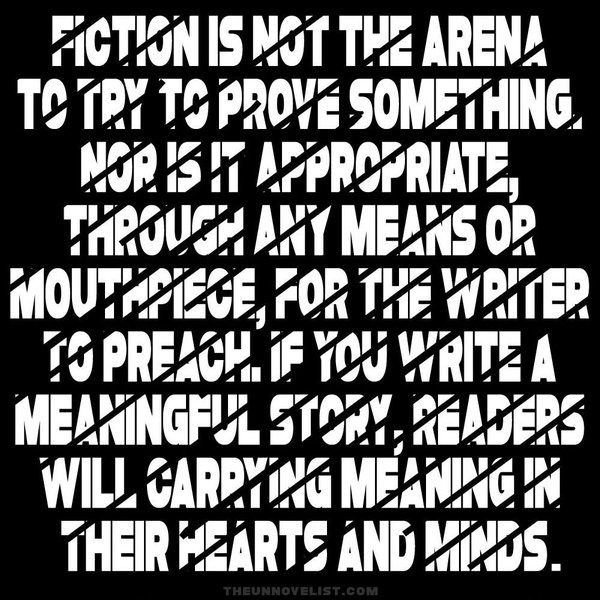 FICTION IS NOT THE ARENA
TO TRY TO PROVE SOMETHING.
NOR IS IT APPROPRIATE,
THROUGH ANY MEANS OR
MOUTHPIECE, FOR THE WRITER
TO PREACH. IF YOU WRITE A
MEANINGFUL STORY, READERS
WILL CARRYING MEANING IN
THEIR HEARTS AND MINDS.
THEUNNOVELIST.COM